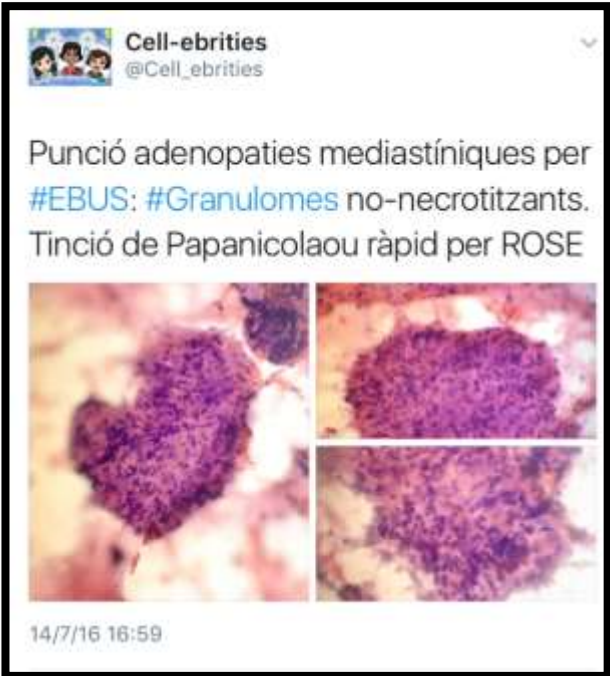 Cell-ebrities
@Cell_ebrities
Punció adenopaties mediastíniques per
#EBUS: #Granulomes no-necrotitzants.
Tinció de Papanicolaou ràpid per ROSE
14/7/16 16:59